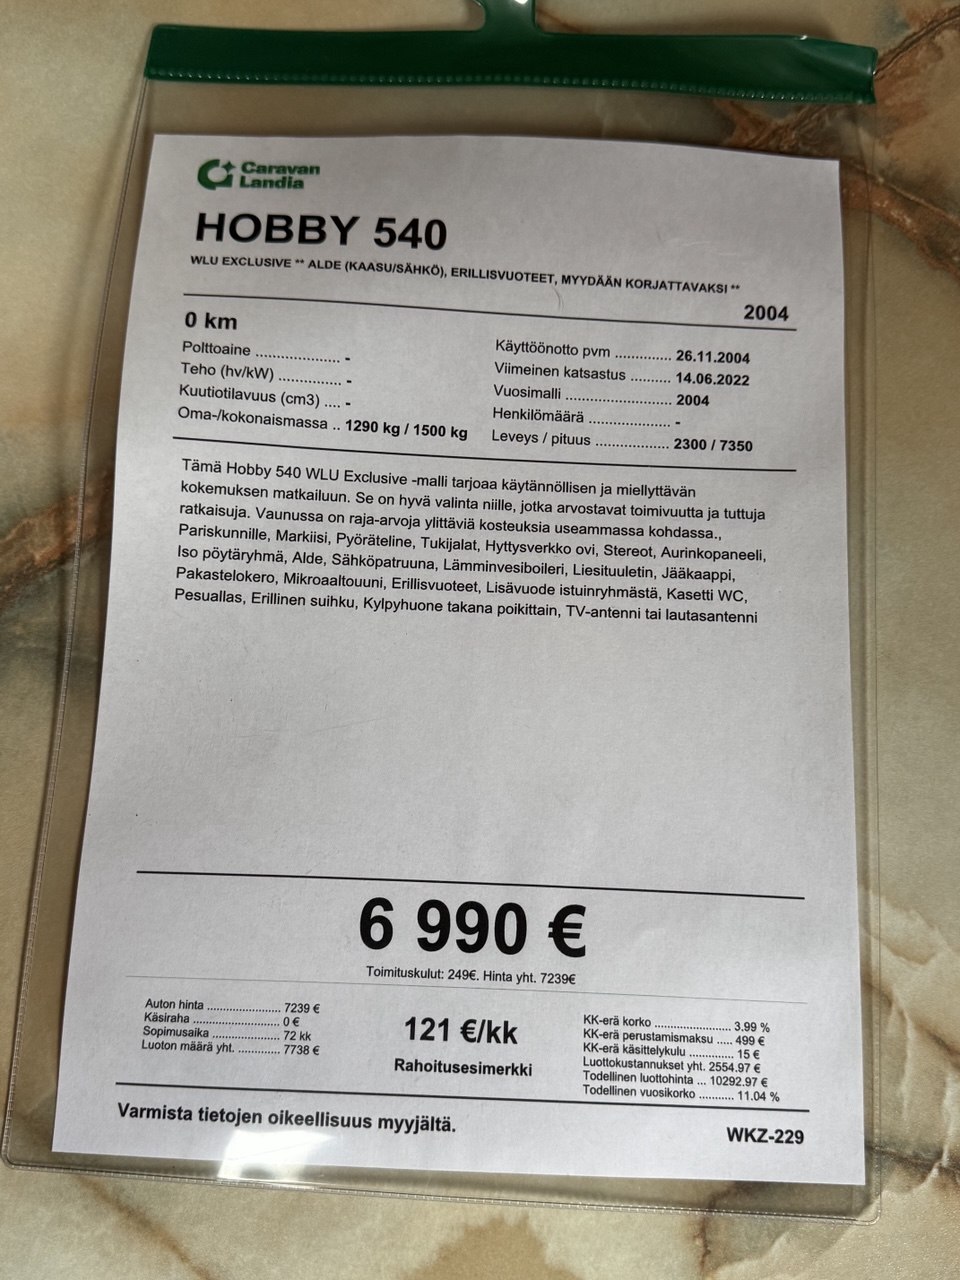 Caravan
Landia
HOBBY 540
WLU EXCLUSIVE ** ALDE (KAASU/SÄHKÖ), ERILLISVUOTEET, MYYDÄÄN KORJATTAVAKSI **
2004
0 km
Polttoaine .................... -
Teho (hv/kW) ............... -
Kuutiotilavuus (cm3) .... -
Oma-/kokonaismassa .. 1290 kg / 1500 kg
Käyttöönotto pvm .............. 26.11.2004
Viimeinen katsastus .......... 14.06.2022
Vuosimalli .......................... 2004
Henkilömäärä ..................... -
Leveys / pituus .................. 2300 / 7350
Tämä Hobby 540 WLU Exclusive -malli tarjoaa käytännöllisen ja miellyttävän
kokemuksen matkailuun. Se on hyvä valinta niille, jotka arvostavat toimivuutta ja tuttuja
ratkaisuja. Vaunussa on raja-arvoja ylittäviä kosteuksia useammassa kohdassa.,
Pariskunnille, Markiisi, Pyöräteline, Tukijalat, Hyttysverkko ovi, Stereot, Aurinkopaneeli,
Iso pöytäryhmä, Alde, Sähköpatruuna, Lämminvesiboileri, Liesituuletin, Jääkaappi,
Pakastelokero, Mikroaaltouuni, Erillisvuoteet, Lisävuode istuinryhmästä, Kasetti WC,
Pesuallas, Erillinen suihku, Kylpyhuone takana poikittain, TV-antenni tai lautasantenni
6 990 €
Toimituskulut: 249€. Hinta yht. 7239€
Auton hinta ...................... 7239 €
Käsiraha .......................... 0 €
Sopimusaika .................... 72 kk
Luoton määrä yht. ............ 7738 €
121 €/kk
Rahoitusesimerkki
KK-erä korko ...................... 3.99 %
KK-erä perustamismaksu ..... 499 €
KK-erä käsittelykulu ............. 15 €
Luottokustannukset yht. 2554.97 €
Todellinen luottohinta ... 10292.97 €
Todellinen vuosikorko .......... 11.04 %
Varmista tietojen oikeellisuus myyjältä.
WKZ-229